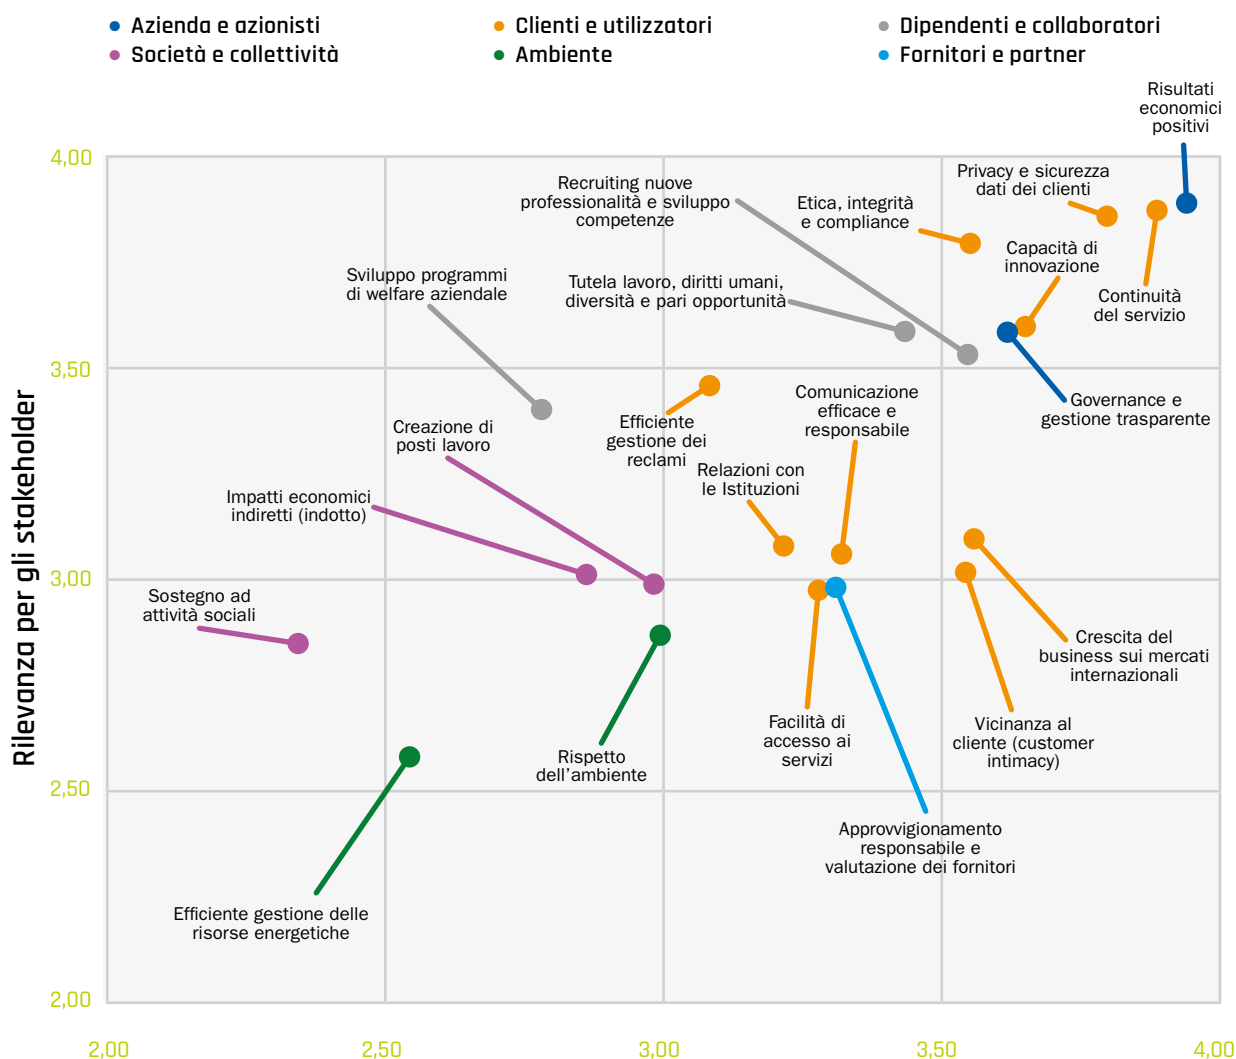 Azienda e azionisti
Clienti e utilizzatori
Dipendenti e collaboratori
Società e collettività
Ambiente
Fornitori e partner
Risultati
economici
positivi
4,00
Privacy e sicurezza
dati dei clienti
Recruiting nuove
professionalità e sviluppo
competenze
Etica, integrità
e compliance
Capacità di
innovazione
Sviluppo programmi
di welfare aziendale
Tutela lavoro, diritti umani,
diversità e pari opportunità
Continuità
del servizio
3,50
Rilevanza per gli stakeholder
Comunicazione
efficace e
responsabile
Governance e
gestione trasparente
Efficiente
gestione dei
reclami
Creazione di
posti lavoro
Relazioni con
le Istituzioni
Impatti economici
indiretti (indotto)
3,00
Sostegno ad
attività sociali
Crescita del
business sui mercati
internazionali
Facilità di
accesso ai
servizi
Vicinanza al
cliente (customer
intimacy)
Rispetto
dell'ambiente
2,50
Approvvigionamento
responsabile e
valutazione dei fornitori
Efficiente gestione delle
risorse energetiche
2,00
2,00
2,50
3,00
3,50
4,00